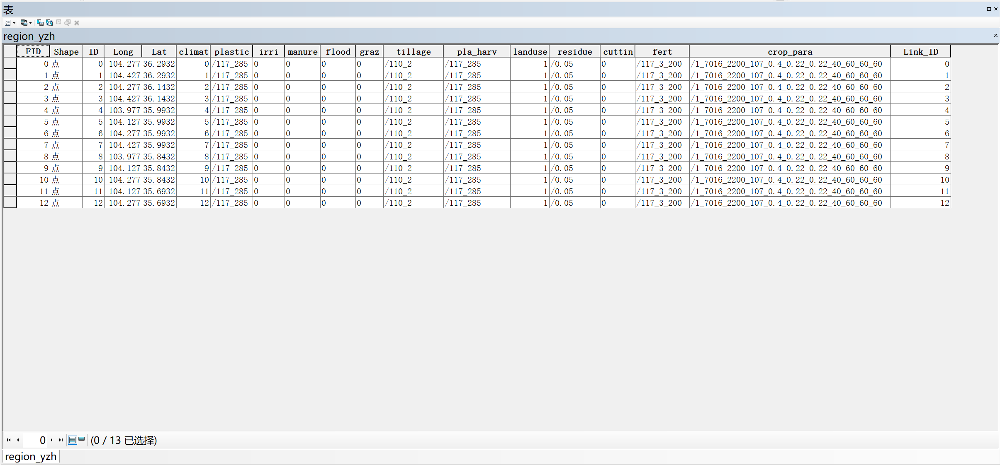 表
region_yzh
FID Shape ID Long Lat climat plastic irri manure flood graz tillage pla_harv landuse residue cuttin fert crop_para Link_ID
0 点 0 104.277 36.2932 0 /117_285 0 0 0 0 /110_2 /117_285 1 /0.05 0 /117_3_200 /1_7016_2200_107_0.4_0.22_0.22_40_60_60_60 0
1 点 1 104.427 36.2932 1 /117_285 0 0 0 0 /110_2 /117_285 1 /0.05 0 /117_3_200 /1_7016_2200_107_0.4_0.22_0.22_40_60_60_60 1
2 点 2 104.277 36.1432 2 /117_285 0 0 0 0 /110_2 /117_285 1 /0.05 0 /117_3_200 /1_7016_2200_107_0.4_0.22_0.22_40_60_60_60 2
3 点 3 104.427 36.1432 3 /117_285 0 0 0 0 /110_2 /117_285 1 /0.05 0 /117_3_200 /1_7016_2200_107_0.4_0.22_0.22_40_60_60_60 3
4 点 4 103.977 35.9932 4 /117_285 0 0 0 0 /110_2 /117_285 1 /0.05 0 /117_3_200 /1_7016_2200_107_0.4_0.22_0.22_40_60_60_60 4
5 点 5 104.127 35.9932 5 /117_285 0 0 0 0 /110_2 /117_285 1 /0.05 0 /117_3_200 /1_7016_2200_107_0.4_0.22_0.22_40_60_60_60 5
6 点 6 104.277 35.9932 6 /117_285 0 0 0 0 /110_2 /117_285 1 /0.05 0 /117_3_200 /1_7016_2200_107_0.4_0.22_0.22_40_60_60_60 6
7 点 7 104.427 35.9932 7 /117_285 0 0 0 0 /110_2 /117_285 1 /0.05 0 /117_3_200 /1_7016_2200_107_0.4_0.22_0.22_40_60_60_60 7
8 点 8 103.977 35.8432 8 /117_285 0 0 0 0 /110_2 /117_285 1 /0.05 0 /117_3_200 /1_7016_2200_107_0.4_0.22_0.22_40_60_60_60 8
9 点 9 104.127 35.8432 9 /117_285 0 0 0 0 /110_2 /117_285 1 /0.05 0 /117_3_200 /1_7016_2200_107_0.4_0.22_0.22_40_60_60_60 9
10 点 10 104.277 35.8432 10 /117_285 0 0 0 0 /110_2 /117_285 1 /0.05 0 /117_3_200 /1_7016_2200_107_0.4_0.22_0.22_40_60_60_60 10
11 点 11 104.127 35.6932 11 /117_285 0 0 0 0 /110_2 /117_285 1 /0.05 0 /117_3_200 /1_7016_2200_107_0.4_0.22_0.22_40_60_60_60 11
12 点 12 104.277 35.6932 12 /117_285 0 0 0 0 /110_2 /117_285 1 /0.05 0 /117_3_200 /1_7016_2200_107_0.4_0.22_0.22_40_60_60_60 12
0 (0 / 13 已选择)
region_yzh